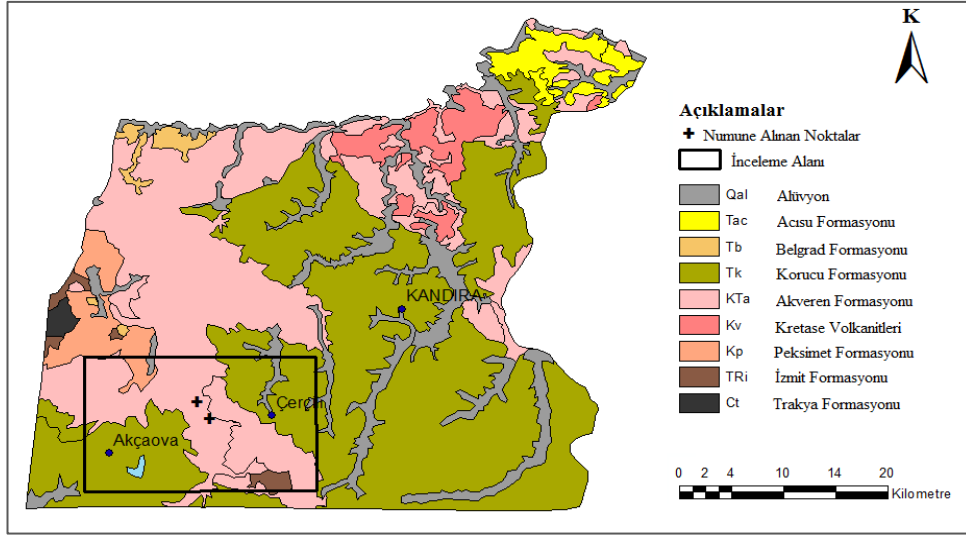 K
Açıklamalar
Numune Alınan Noktalar
İnceleme Alanı
Qal Alüvyon
Tac Acısu Formasyonu
Tb Belgrad Formasyonu
Tk Korucu Formasyonu
KTa Akveren Formasyonu
Kv Kretase Volkanitleri
Kp Peksimet Formasyonu
TRi İzmit Formasyonu
Ct Trakya Formasyonu
KANDIRA
Akçaova
0 2 4 10 14 20
Kilometre